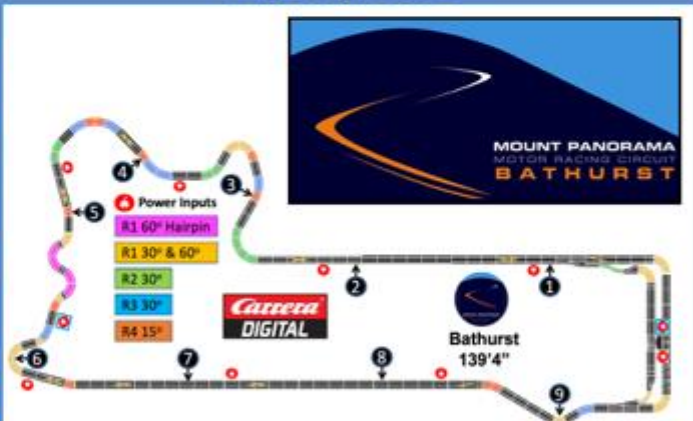 MOUNT PANORAMA
MOTOR RACING CIRCUIT
BATHURST
4
3
Power Inputs
5
R1 60º Hairpin
R1 30º & 60º
R2 30º
R3 30º
R4 15º
2
1
Carrera
DIGITAL
Bathurst
139'4"
6
7
8
9